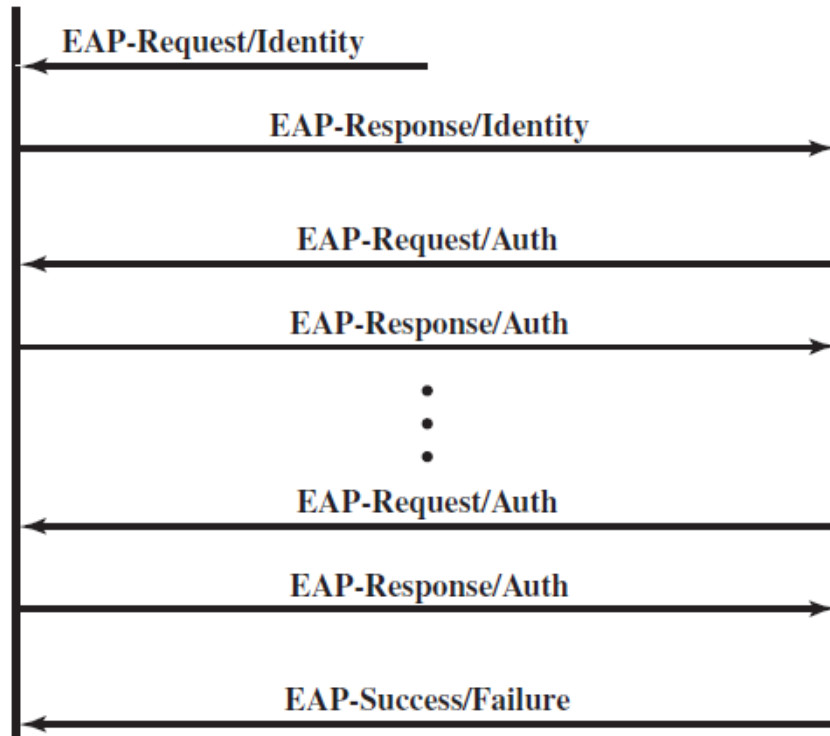 EAP-Request/Identity
EAP-Response/Identity
EAP-Request/Auth
EAP-Response/Auth
EAP-Request/Auth
EAP-Response/Auth
EAP-Success/Failure